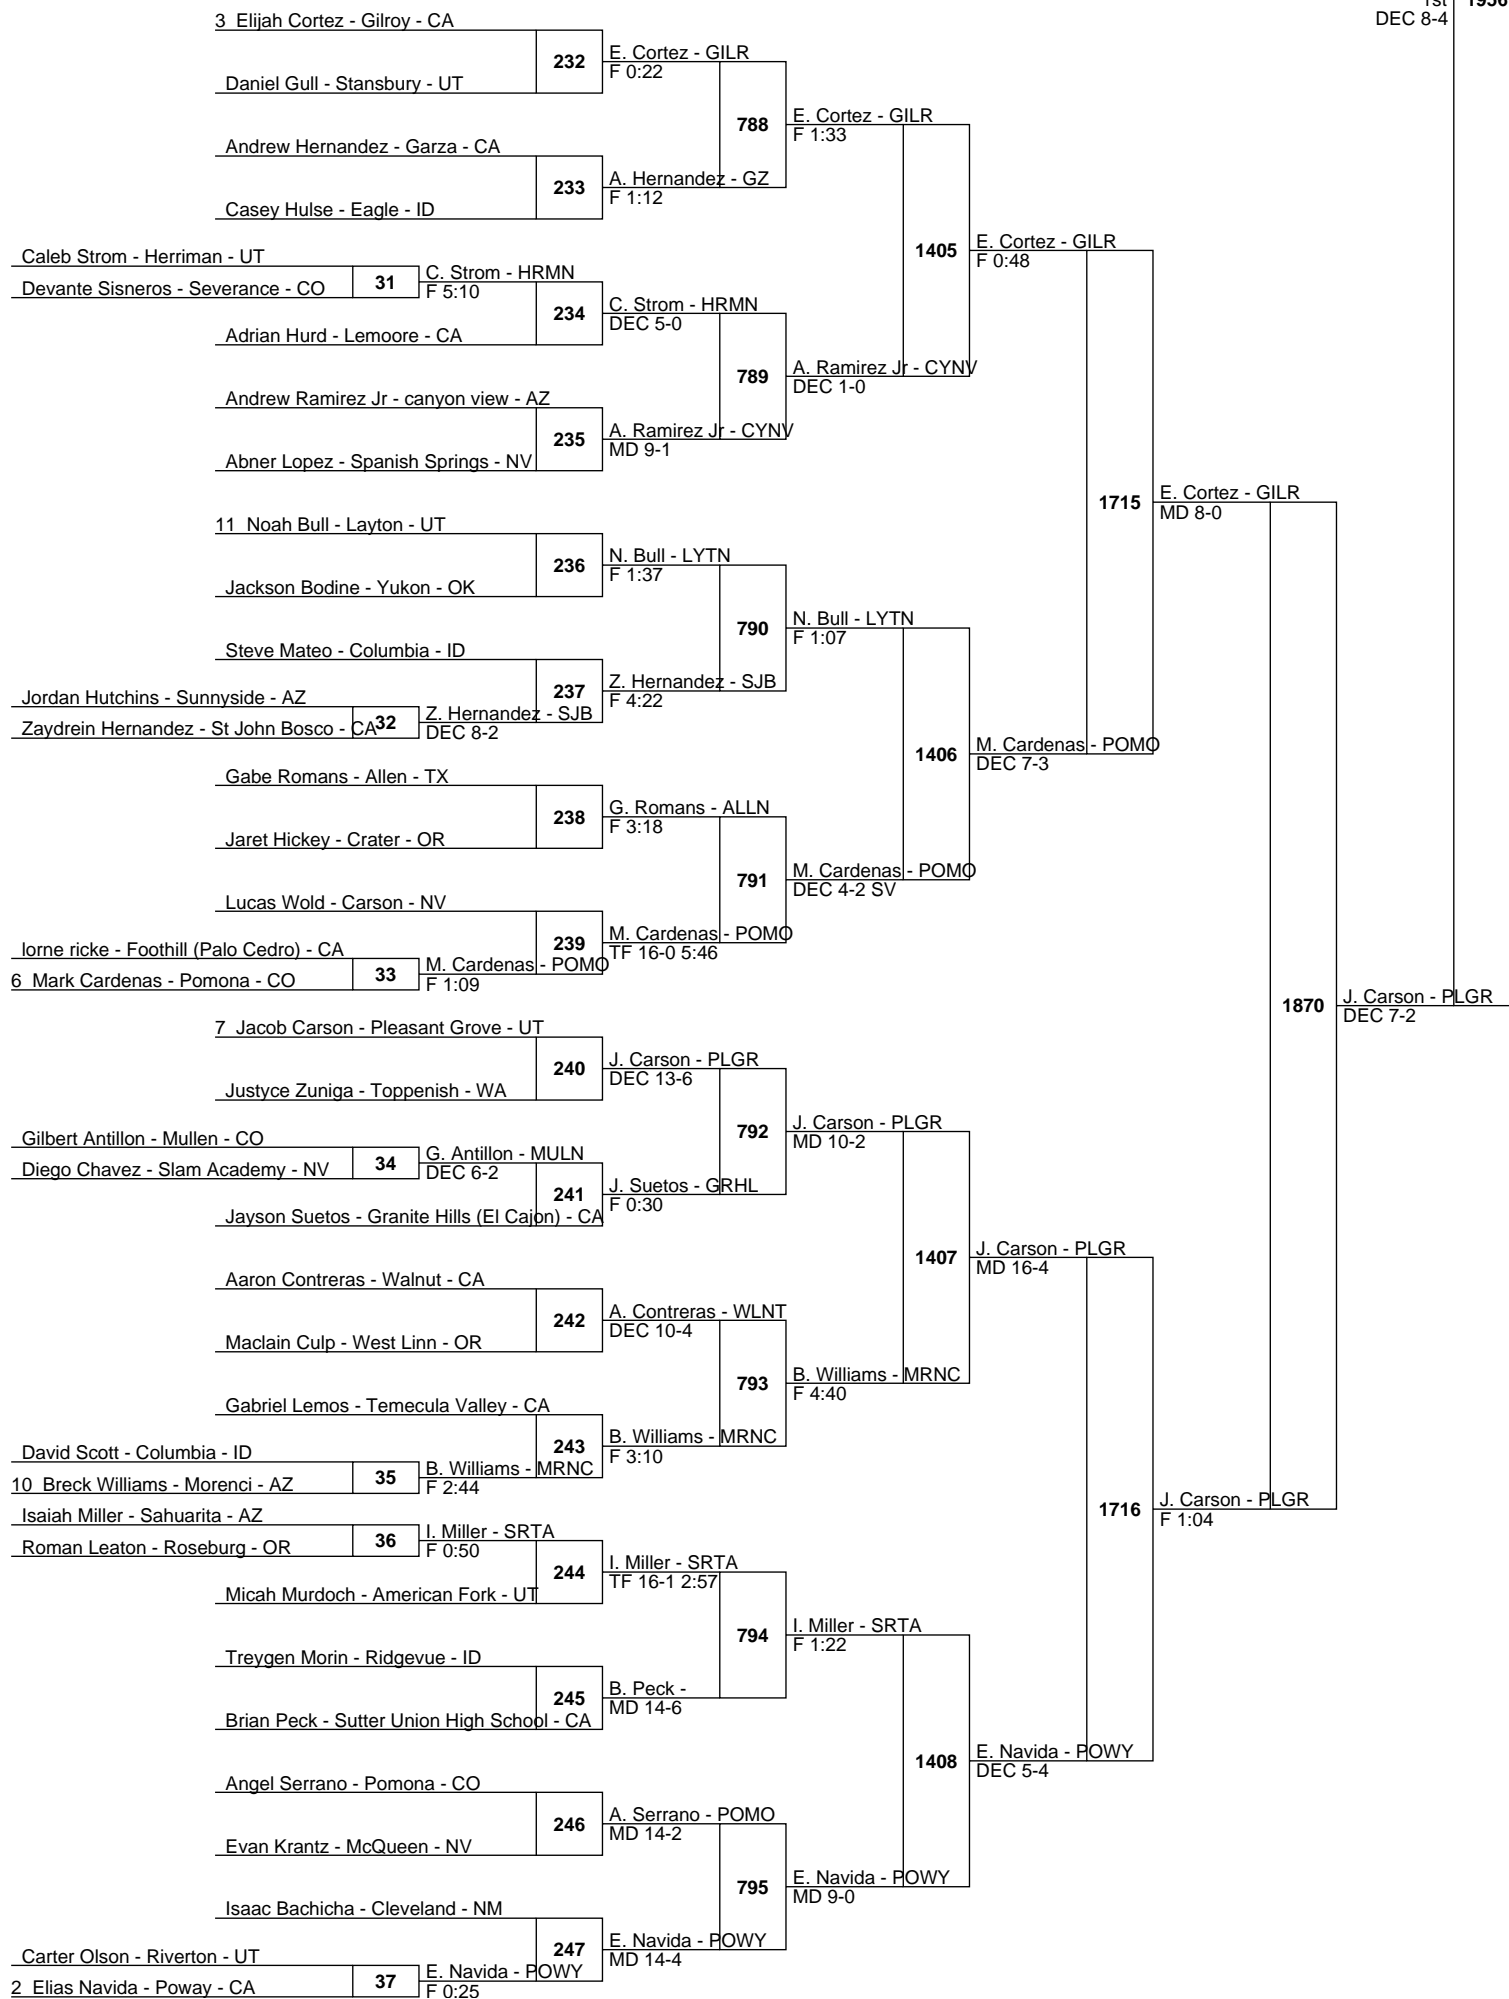 1st 1956
DEC 8-4
3 Elijah Cortez - Gilroy - CA
232
E. Cortez - GILR
F 0:22
Daniel Gull - Stansbury - UT
788
E. Cortez - GILR
F 1:33
Andrew Hernandez - Garza - CA
233
A. Hernandez - GZ
F 1:12
Casey Hulse - Eagle - ID
1405
E. Cortez - GILR
F 0:48
Caleb Strom - Herriman - UT
31
C. Strom - HRMN
F 5:10
Devante Sisneros - Severance - CO
234
C. Strom - HRMN
DEC 5-0
Adrian Hurd - Lemoore - CA
789
A. Ramirez Jr - CYNV
DEC 1-0
Andrew Ramirez Jr - canyon view - AZ
235
A. Ramirez Jr - CYNV
MD 9-1
Abner Lopez - Spanish Springs - NV
1715
E. Cortez - GILR
MD 8-0
11 Noah Bull - Layton - UT
236
N. Bull - LYTN
F 1:37
Jackson Bodine - Yukon - OK
790
N. Bull - LYTN
F 1:07
Steve Mateo - Columbia - ID
237
Z. Hernandez - SJB
F 4:22
Jordan Hutchins - Sunnyside - AZ
32
Z. Hernandez - SJB
DEC 8-2
Zaydrein Hernandez - St John Bosco - CA
1406
M. Cardenas - POMO
DEC 7-3
Gabe Romans - Allen - TX
238
G. Romans - ALLN
F 3:18
Jaret Hickey - Crater - OR
791
M. Cardenas - POMO
DEC 4-2 SV
Lucas Wold - Carson - NV
239
M. Cardenas - POMO
TF 16-0 5:46
lorne ricke - Foothill (Palo Cedro) - CA
33
M. Cardenas - POMO
F 1:09
6 Mark Cardenas - Pomona - CO
1870
J. Carson - PLGR
DEC 7-2
7 Jacob Carson - Pleasant Grove - UT
240
J. Carson - PLGR
DEC 13-6
Justyce Zuniga - Toppenish - WA
792
J. Carson - PLGR
MD 10-2
Gilbert Antillon - Mullen - CO
34
G. Antillon - MULN
DEC 6-2
Diego Chavez - Slam Academy - NV
241
J. Suetos - GRHL
F 0:30
Jayson Suetos - Granite Hills (El Cajon) - CA
1407
J. Carson - PLGR
MD 16-4
Aaron Contreras - Walnut - CA
242
A. Contreras - WLNT
DEC 10-4
Maclain Culp - West Linn - OR
793
B. Williams - MRNC
F 4:40
Gabriel Lemos - Temecula Valley - CA
243
B. Williams - MRNC
F 3:10
David Scott - Columbia - ID
35
B. Williams - MRNC
F 2:44
10 Breck Williams - Morenci - AZ
1716
J. Carson - PLGR
F 1:04
Isaiah Miller - Sahuarita - AZ
36
I. Miller - SRTA
F 0:50
Roman Leaton - Roseburg - OR
244
I. Miller - SRTA
TF 16-1 2:57
Micah Murdoch - American Fork - UT
794
I. Miller - SRTA
F 1:22
Treygen Morin - Ridgevue - ID
245
B. Peck -
MD 14-6
Brian Peck - Sutter Union High School - CA
1408
E. Navida - POWY
DEC 5-4
Angel Serrano - Pomona - CO
246
A. Serrano - POMO
MD 14-2
Evan Krantz - McQueen - NV
795
E. Navida - POWY
MD 9-0
Isaac Bachicha - Cleveland - NM
247
E. Navida - POWY
MD 14-4
Carter Olson - Riverton - UT
37
E. Navida - POWY
F 0:25
2 Elias Navida - Poway - CA